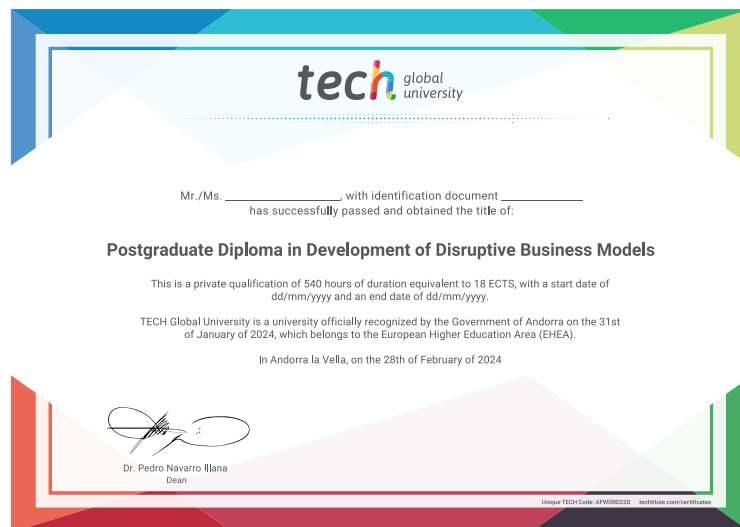 tech global
university
Mr./Ms. ________________, with identification document ____________
has successfully passed and obtained the title of:
Postgraduate Diploma in Development of Disruptive Business Models
This is a private qualification of 540 hours of duration equivalent to 18 ECTS, with a start date of
dd/mm/yyyy and an end date of dd/mm/yyyy.
TECH Global University is a university officially recognized by the Government of Andorra on the 31st
of January of 2024, which belongs to the European Higher Education Area (EHEA).
In Andorra la Vella, on the 28th of February of 2024
Dr. Pedro Navarro Illana
Dean
Unique TECH Code: AFWORD23S techtitute.com/certificates